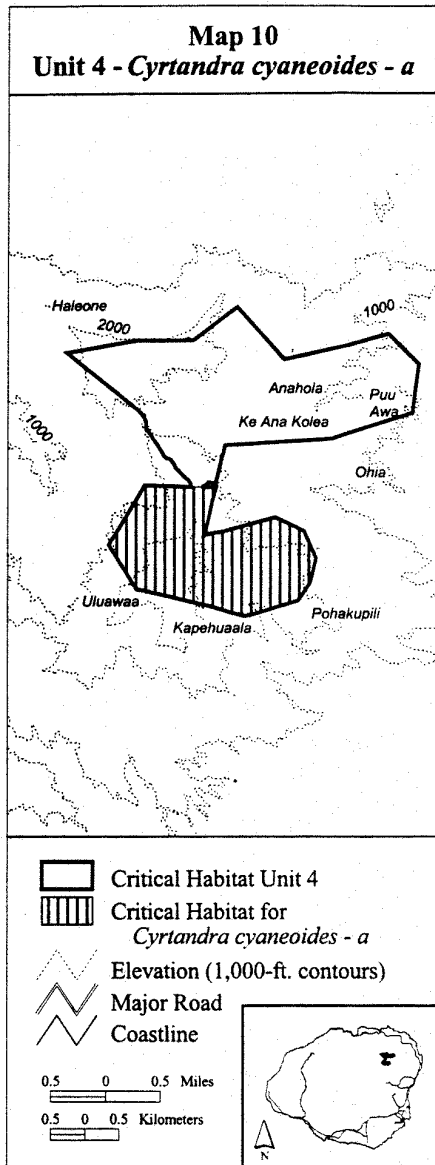 Map 10
Unit 4 - Cyrtandra cyaneoides - a
Haleone
2000
1000
Anahola
Puu
Awa
Ke Ana Kolea
1000
Ohia
Uluawaa
Kapehuaala
Pohakupili
Critical Habitat Unit 4
Critical Habitat for
Cyrtandra cyaneoides - a
Elevation (1,000-ft. contours)
Major Road
Coastline
0.5 0 0.5 Miles
0.5 0 0.5 Kilometers
N